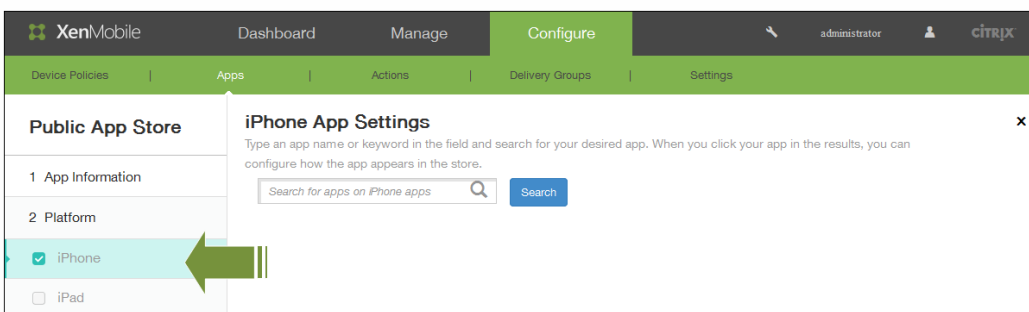 XenMobile Dashboard Manage Configure administrator CITRIX
Device Policies | Apps | Actions | Delivery Groups | Settings
Public App Store
1 App Information
2 Platform
iPhone
iPad
iPhone App Settings
Type an app name or keyword in the field and search for your desired app. When you click your app in the results, you can
configure how the app appears in the store.
Search for apps on iPhone apps Search